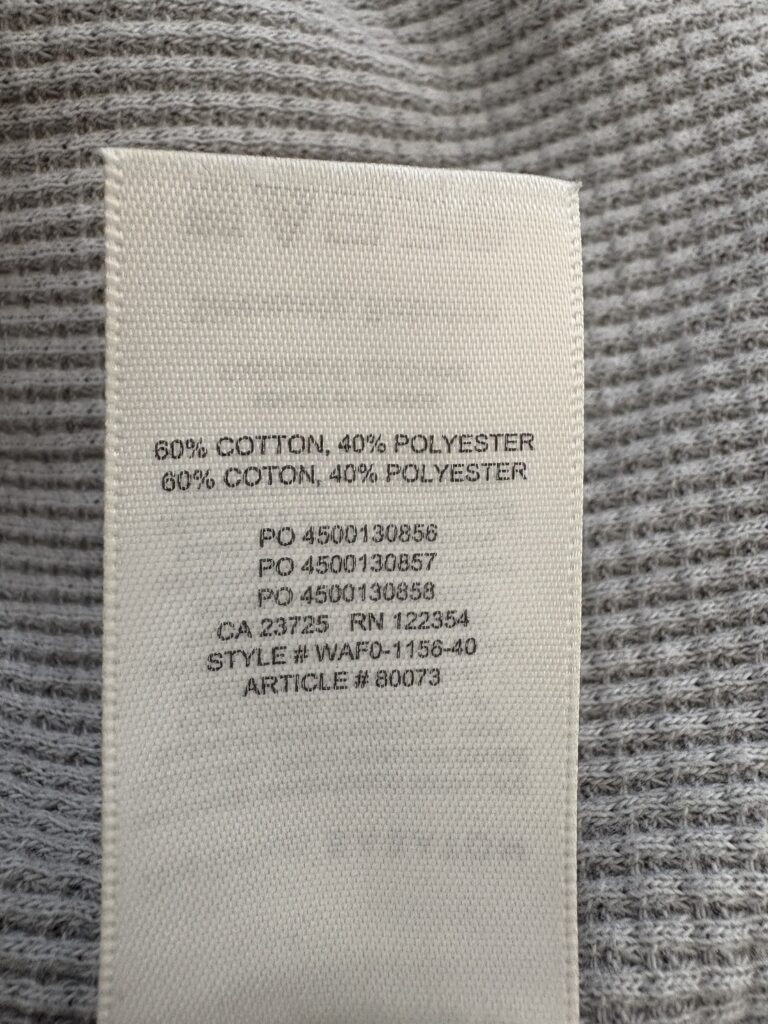 60% COTTON, 40% POLYESTER
60% COTON, 40% POLYESTER
PO 4500130856
PO 4500130857
PO 4500130858
CA 23725 RN 122354
STYLE # WAF0-1156-40
ARTICLE # 80073